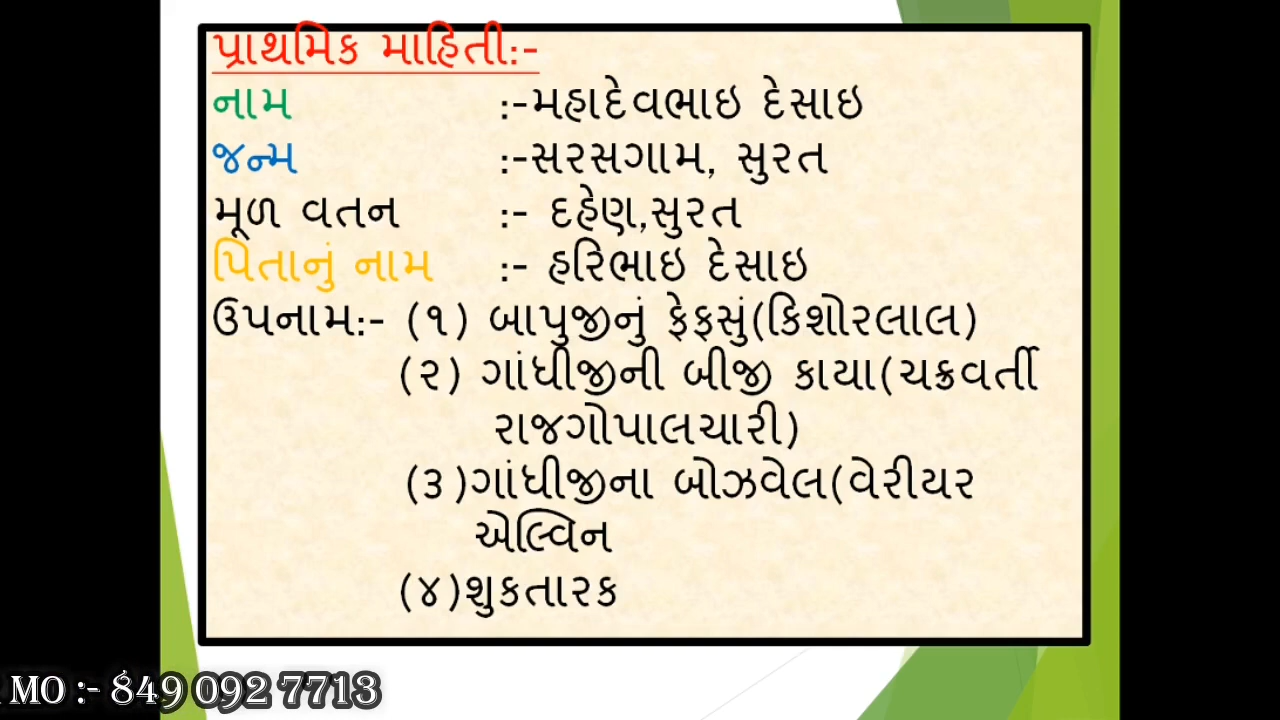 પ્રાથમિક માહિતી:-
નામ :-મહાદેવભાઇ દેસાઇ
જન્મ :-સરસગામ, સુરત
મૂળ વતન :- દહેણ,સુરત
પિતાનું નામ :- હરિભાઇ દેસાઇ
ઉપનામ:- (૧) બાપુજીનું ફેફસું(કિશોરલાલ)
(૨) ગાંધીજીની બીજી કાયા(ચક્રવર્તી
રાજગોપાલચારી)
(૩)ગાંધીજીના બોઝવેલ(વેરીયર
એલ્વિન
(૪)શુકતારક
MO :- 849 092 7713